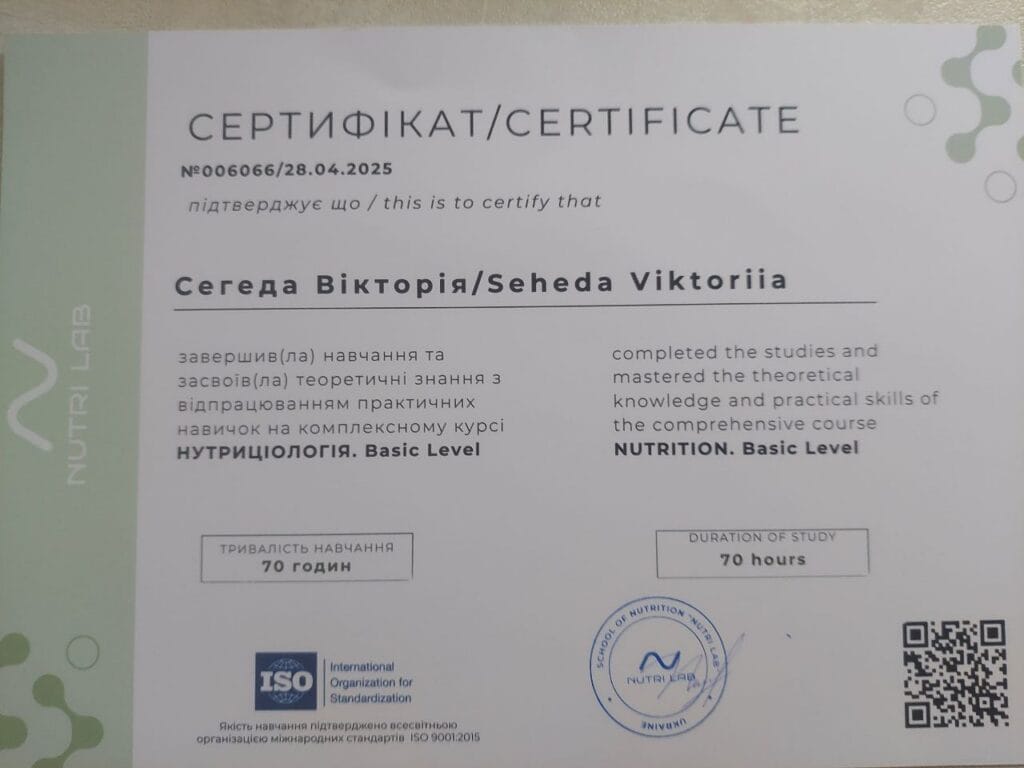 СЕРТИФІКАТ/CERTIFICATE
№006066/28.04.2025
підтверджує що / this is to certify that
Сегеда Вікторія/Seheda Viktoriia
завершив(ла) навчання та
засвоїв(ла) теоретичні знання з
відпрацюванням практичних
навичок на комплексному курсі
НУТРИЦІОЛОГІЯ. Basic Level
completed the studies and
mastered the theoretical
knowledge and practical skills of
the comprehensive course
NUTRITION. Basic Level
NUTRI LAB
ТРИВАЛІСТЬ НАВЧАННЯ
70 годин
DURATION OF STUDY
70 hours
ISO
International
Organization for
Standardization
Якість навчання підтверджено всесвітньою
організацією міжнародних стандартів ISO 9001:2015
SCHOOL OF NUTRITION "NUTRI LAB"
NUTRI LAB
UKRAINE